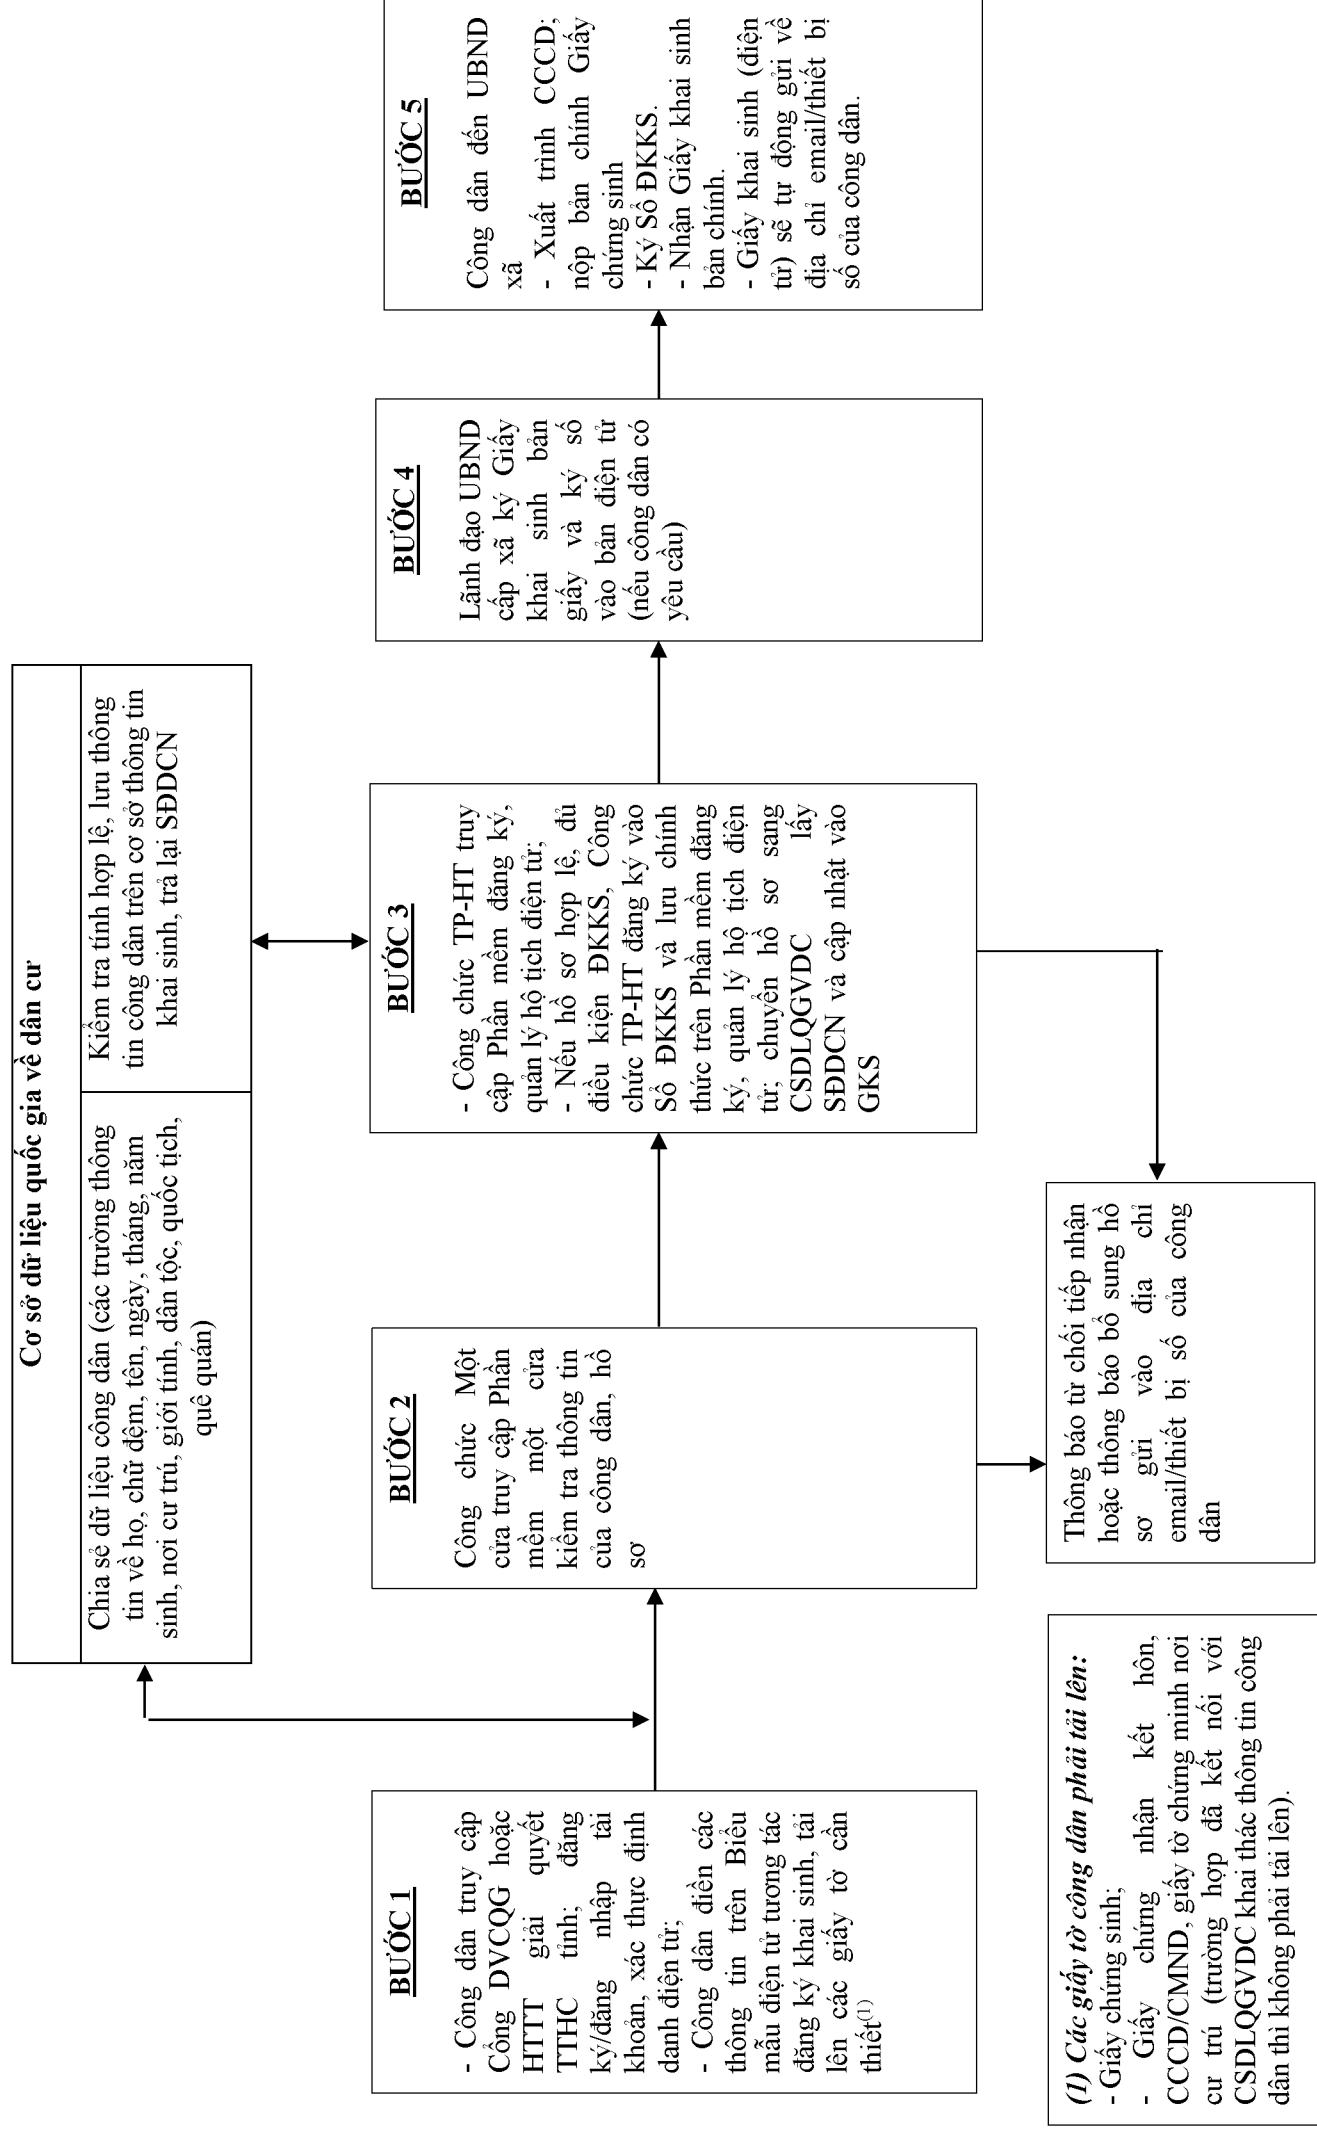 Cơ sở dữ liệu quốc gia về dân cư
Chia sẻ dữ liệu công dân (các trường thông
tin về họ, chữ đệm, tên, ngày, tháng, năm
sinh, nơi cư trú, giới tính, dân tộc, quốc tịch,
quê quán)
Kiểm tra tính hợp lệ, lưu thông
tin công dân trên cơ sở thông tin
khai sinh, trả lại SĐDCN
BƯỚC 1
- Công dân truy cập
Cổng DVCQG hoặc
HTTT giải quyết
TTHC tỉnh; đăng
ký/đăng nhập tài
khoản, xác thực định
danh điện tử;
- Công dân điền các
thông tin trên Biểu
mẫu điện tử tương tác
đăng ký khai sinh, tải
lên các giấy tờ cần
thiết(1)
BƯỚC 2
Công chức Một
cửa truy cập Phần
mềm một cửa
kiểm tra thông tin
của công dân, hồ
sơ
BƯỚC 3
- Công chức TP-HT truy
cập Phần mềm đăng ký,
quản lý hộ tịch điện tử;
- Nếu hồ sơ hợp lệ, đủ
điều kiện ĐKKS, Công
chức TP-HT đăng ký vào
Sổ ĐKKS và lưu chính
thức trên Phần mềm đăng
ký, quản lý hộ tịch điện
tử; chuyển hồ sơ sang
CSDLQGVDC lấy
SĐDCN và cập nhật vào
GKS
BƯỚC 4
Lãnh đạo UBND
cấp xã ký Giấy
khai sinh bản
giấy và ký số
vào bản điện tử
(nếu công dân có
yêu cầu)
BƯỚC 5
Công dân đến UBND
xã
- Xuất trình CCCD;
nộp bản chính Giấy
chứng sinh
- Ký Sổ ĐKKS.
- Nhận Giấy khai sinh
bản chính.
- Giấy khai sinh (điện
tử) sẽ tự động gửi về
địa chỉ email/thiết bị
số của công dân.
(1) Các giấy tờ công dân phải tải lên:
- Giấy chứng sinh;
- Giấy chứng nhận kết hôn,
CCCD/CMND, giấy tờ chứng minh nơi
cư trú (trường hợp đã kết nối với
CSDLQGVDC khai thác thông tin công
dân thì không phải tải lên).
Thông báo từ chối tiếp nhận
hoặc thông báo bổ sung hồ
sơ gửi vào địa chỉ
email/thiết bị số của công
dân